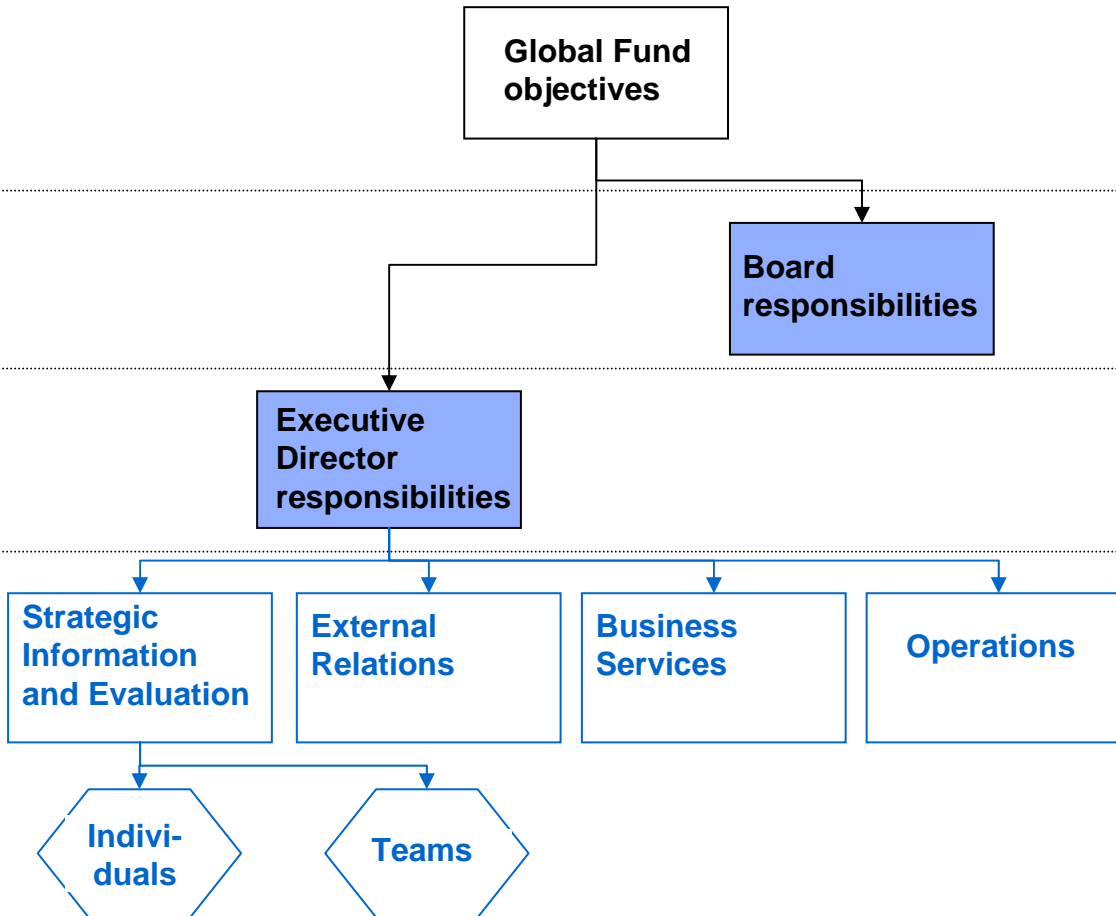 Global Fund
objectives
Board
responsibilities
Executive
Director
responsibilities
Strategic
Information
and Evaluation
External
Relations
Business
Services
Operations
Indivi-
duals
Teams